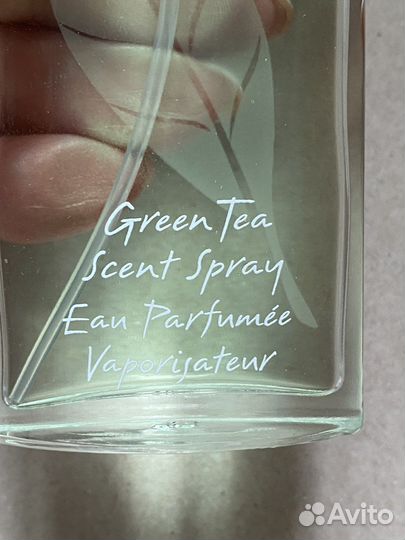 Green Tea
Scent Spray
Eau Parfumée
Vaporisateur
Avito